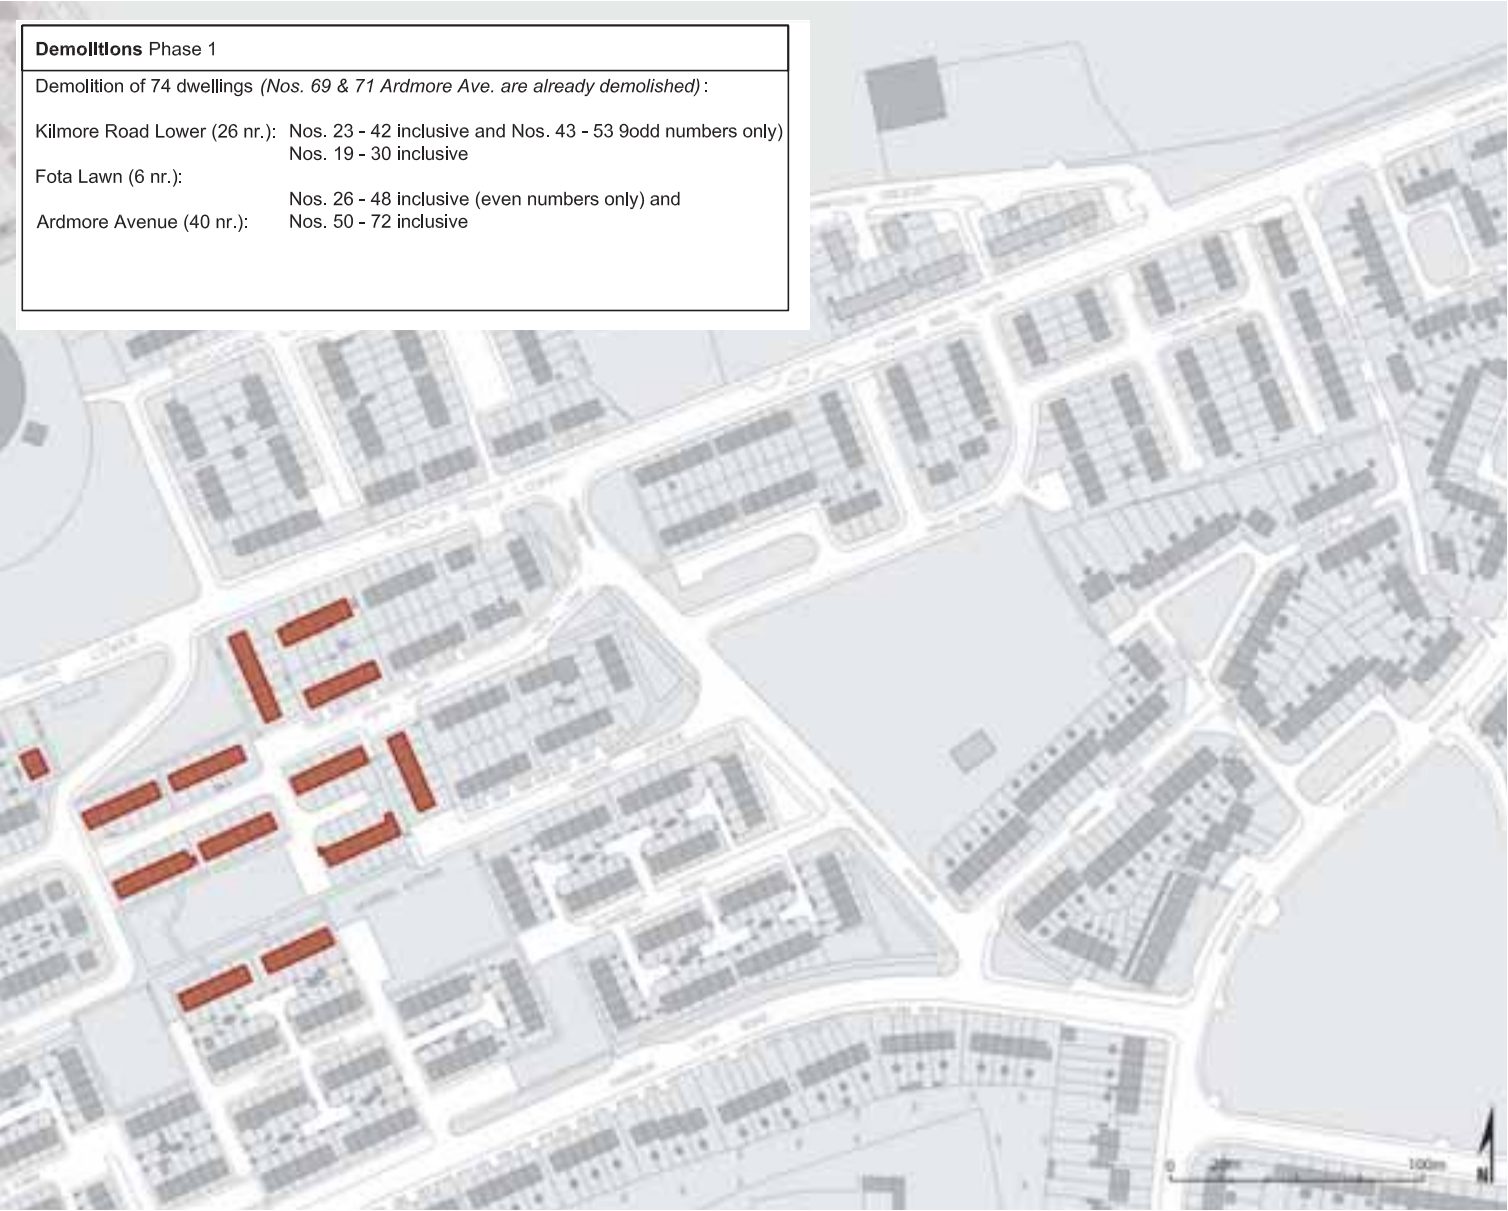 Demolitions Phase 1
Demolition of 74 dwellings (Nos. 69 & 71 Ardmore Ave. are already demolished) :
Kilmore Road Lower (26 nr.): Nos. 23 - 42 inclusive and Nos. 43 - 53 9odd numbers only)
Nos. 19 - 30 inclusive
Fota Lawn (6 nr.):
Nos. 26 - 48 inclusive (even numbers only) and
Ardmore Avenue (40 nr.): Nos. 50 - 72 inclusive
LOWER
0 20m 100m
N